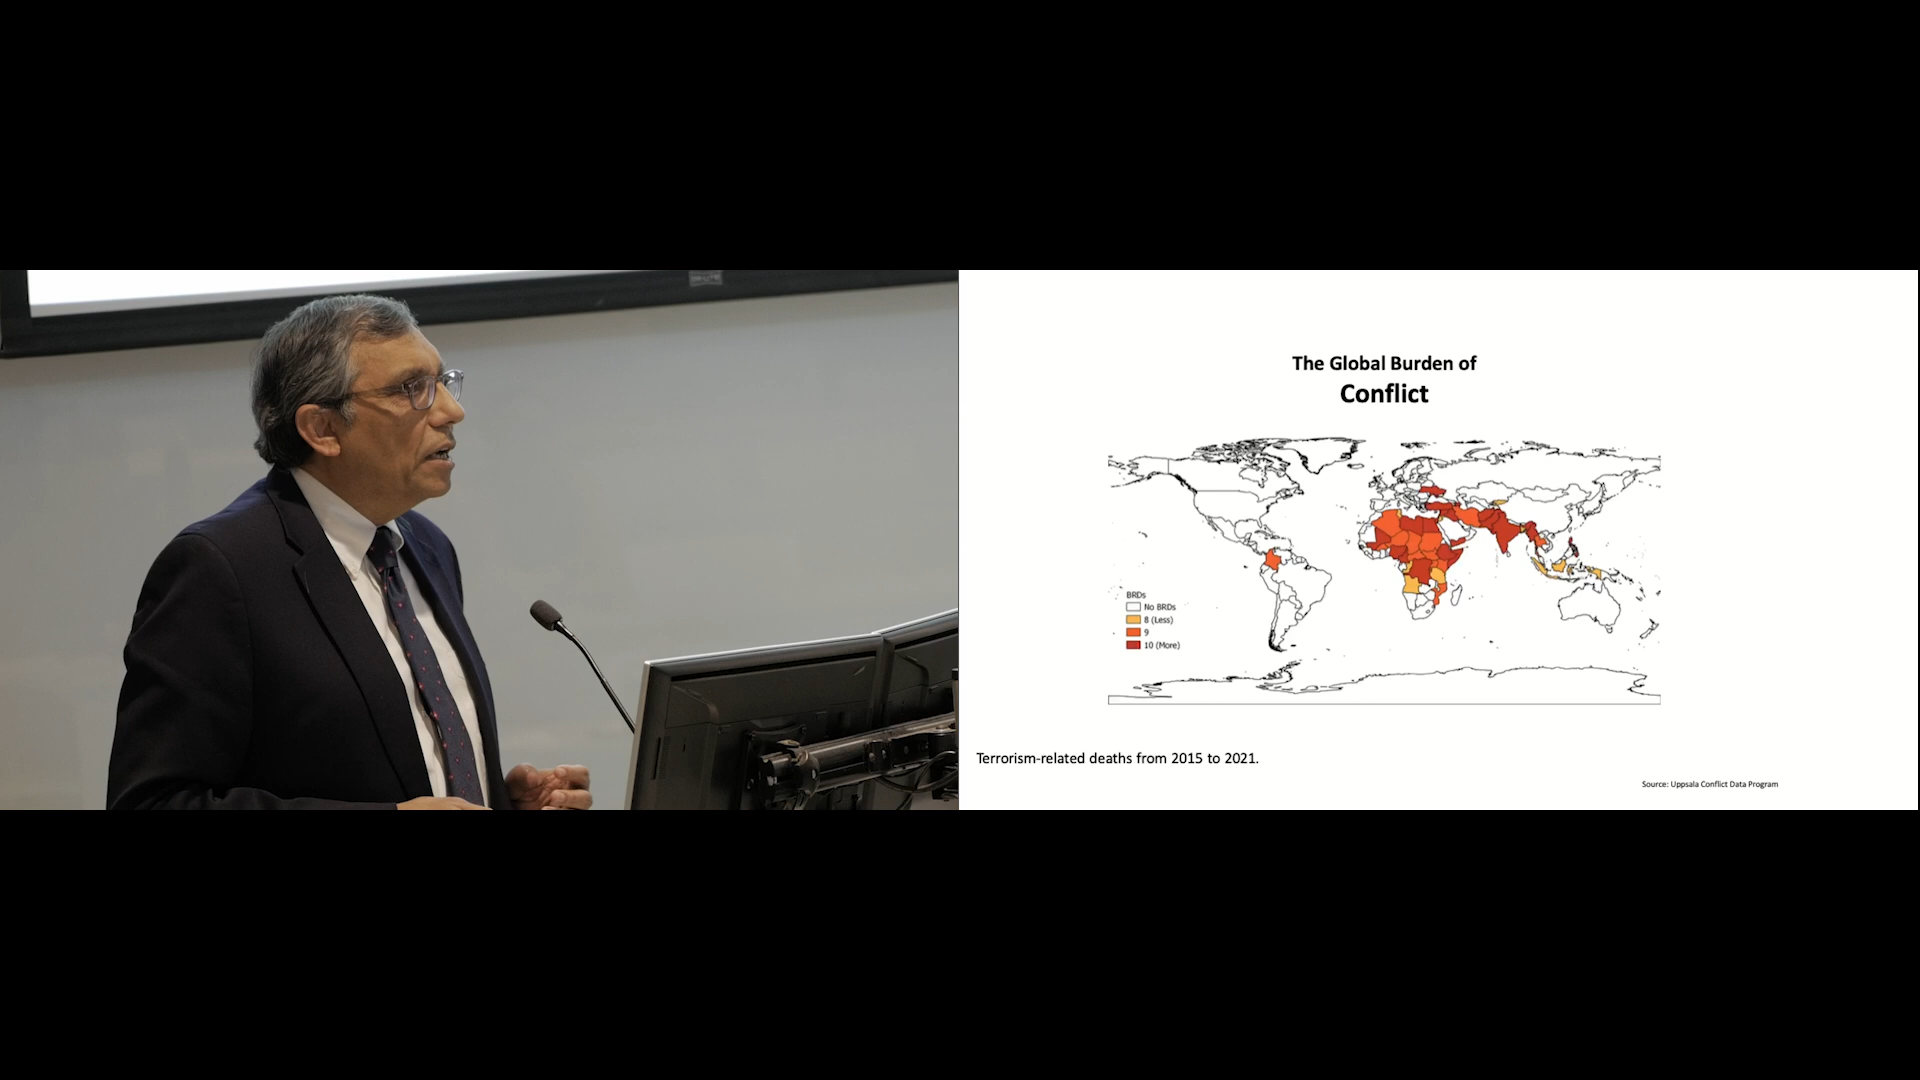 The Global Burden of
Conflict
BRDs
No BRDs
8 (Less)
9
10 (More)
Terrorism-related deaths from 2015 to 2021.
Source: Uppsala Conflict Data Program